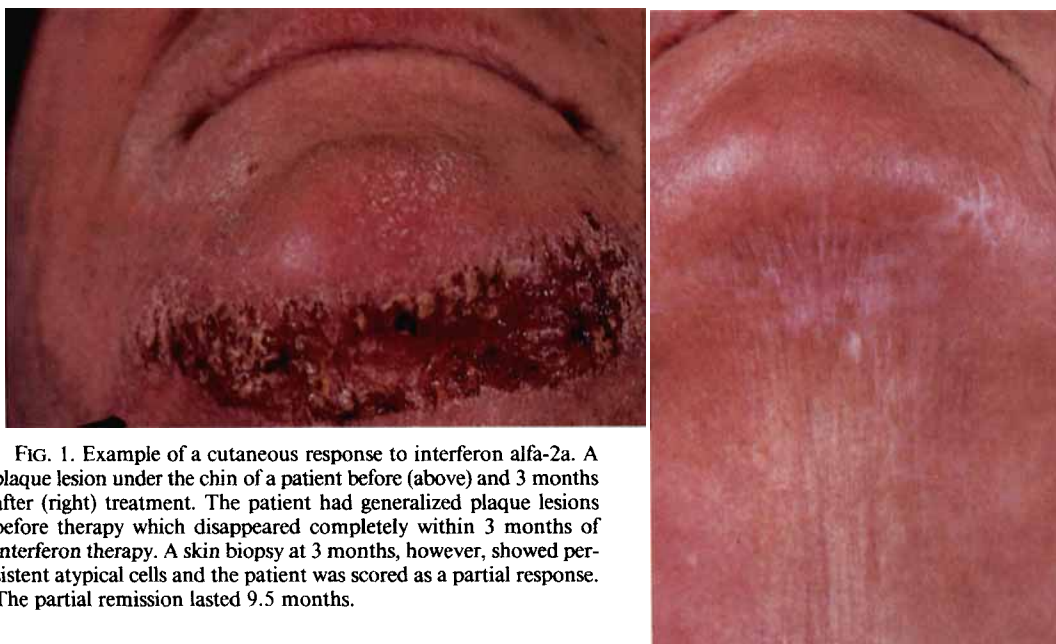 FIG. 1. Example of a cutaneous response to interferon alfa-2a. A
plaque lesion under the chin of a patient before (above) and 3 months
after (right) treatment. The patient had generalized plaque lesions
before therapy which disappeared completely within 3 months of
interferon therapy. A skin biopsy at 3 months, however, showed per-
sistent atypical cells and the patient was scored as a partial response.
The partial remission lasted 9.5 months.